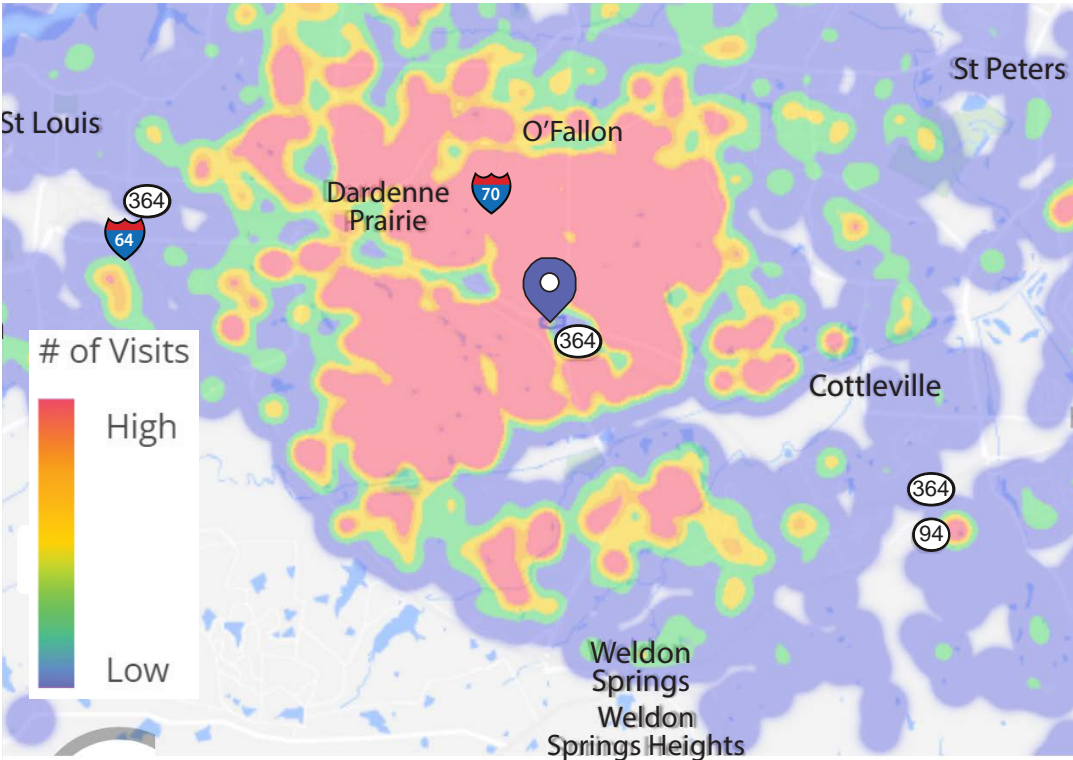 St Peters
St Louis
O'Fallon
Dardenne
Prairie
70
364
64
364
# of Visits
High
Low
Cottleville
364
94
Weldon
Springs
Weldon
Springs Heights